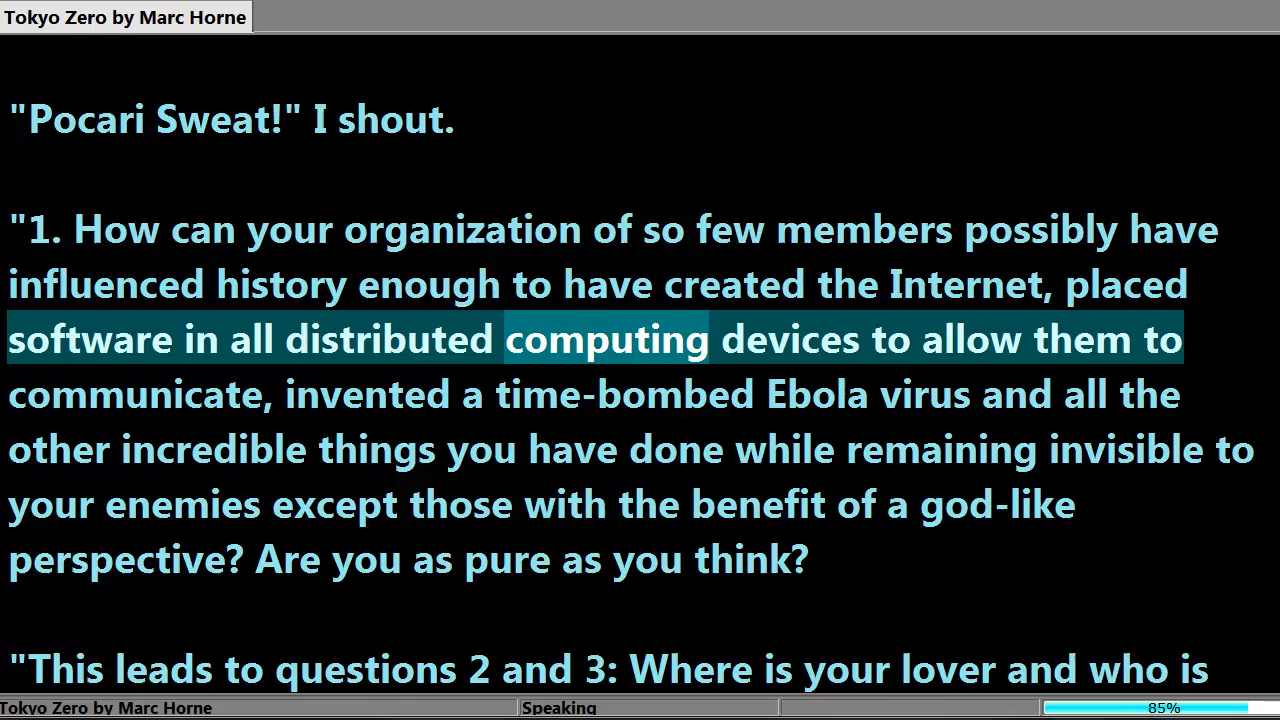 Tokyo Zero by Marc Horne
"Pocari Sweat!" I shout.
"1. How can your organization of so few members possibly have
influenced history enough to have created the Internet, placed
software in all distributed computing devices to allow them to
communicate, invented a time-bombed Ebola virus and all the
other incredible things you have done while remaining invisible to
your enemies except those with the benefit of a god-like
perspective? Are you as pure as you think?
"This leads to questions 2 and 3: Where is your lover and who is
Tokyo Zero by Marc Horne
Speaking
85%